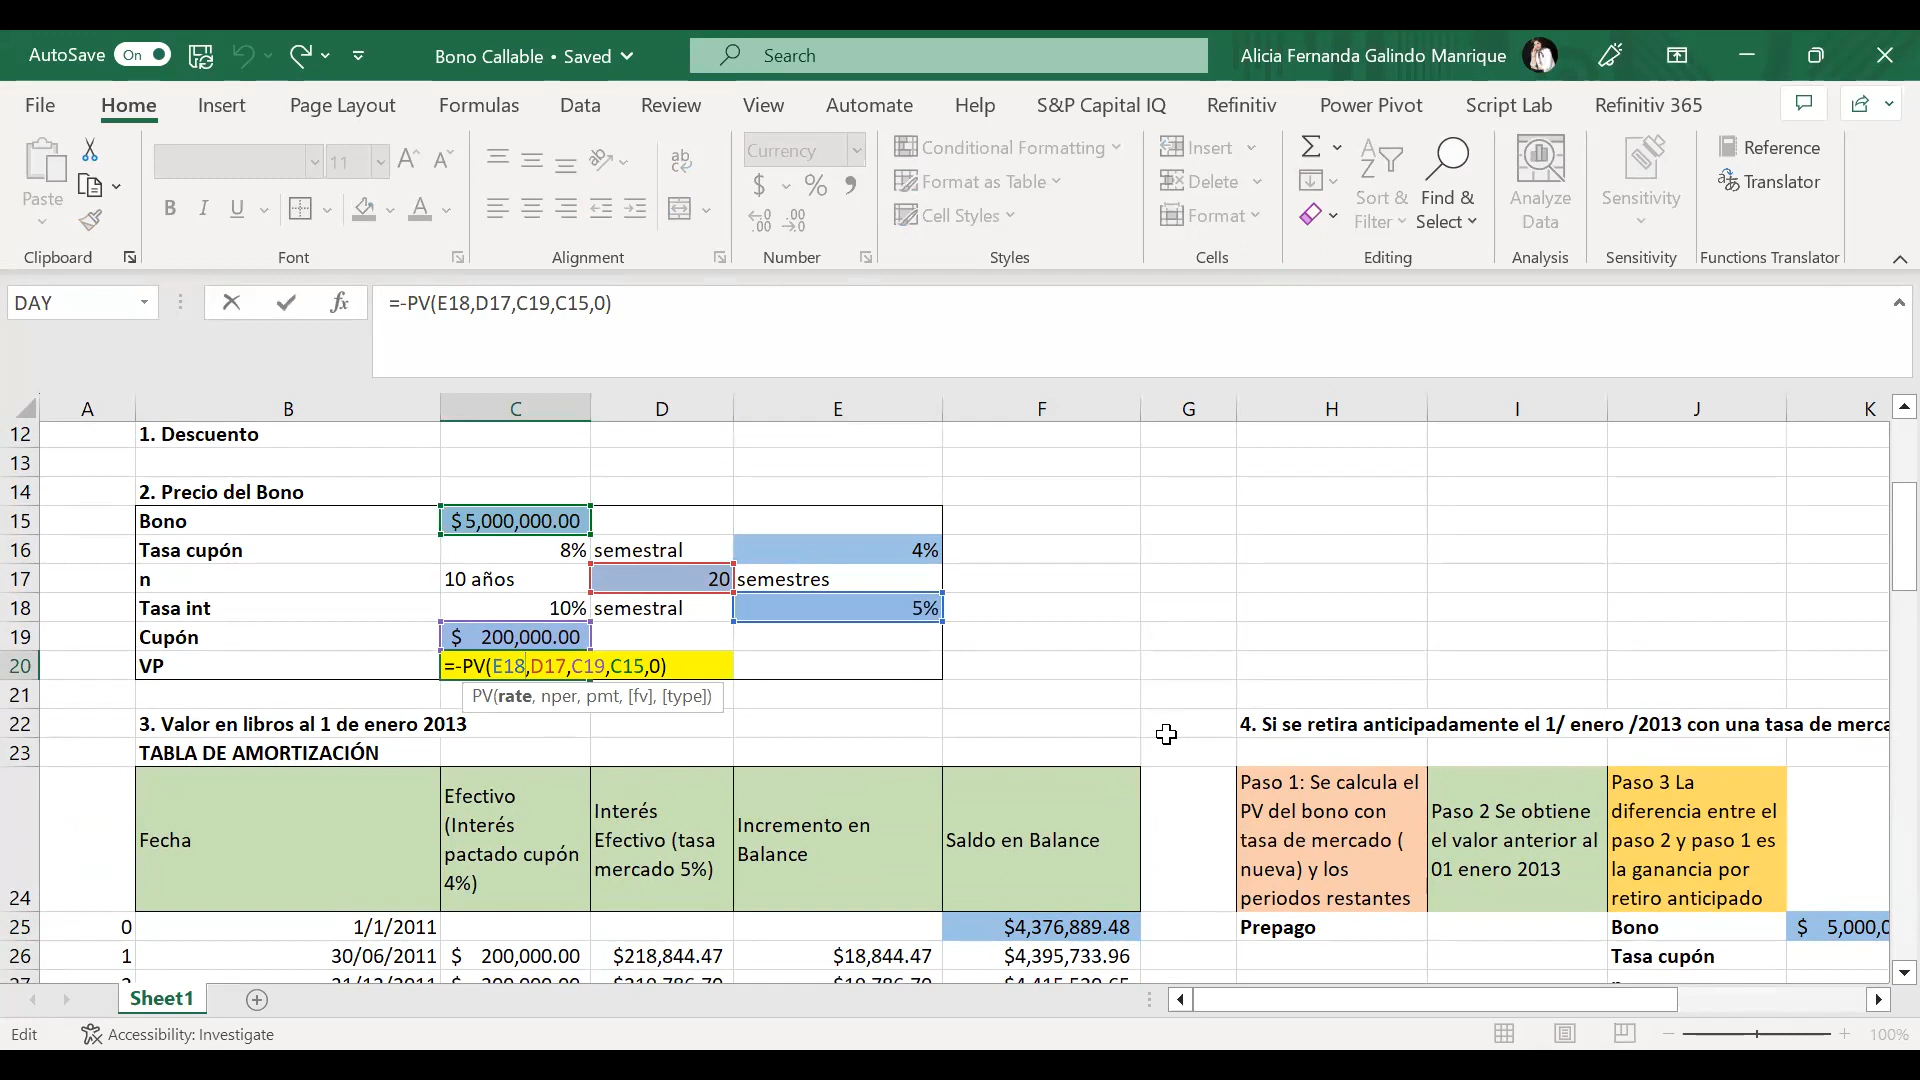 AutoSave On Bono Callable • Saved Search Alicia Fernanda Galindo Manrique
File Home Insert Page Layout Formulas Data Review View Automate Help S&P Capital IQ Refinitiv Power Pivot Script Lab Refinitiv 365
Paste
11
B I U
A A
A
ab
Currency
$ % 9
Conditional Formatting
Format as Table
Cell Styles
Insert
Delete
Format
Sort & Filter
Find & Select
Analyze Data
Sensitivity
Reference
Translator
Clipboard Font Alignment Number Styles Cells Editing Analysis Sensitivity Functions Translator
DAY fx =-PV(E18,D17,C19,C15,0)
A B C D E F G H I J K
12 1. Descuento
13
14 2. Precio del Bono
15 Bono $ 5,000,000.00
16 Tasa cupón 8% semestral 4%
17 n 10 años 20 semestres
18 Tasa int 10% semestral 5%
19 Cupón $ 200,000.00
20 VP =-PV(E18,D17,C19,C15,0)
PV(rate, nper, pmt, [fv], [type])
21
22 3. Valor en libros al 1 de enero 2013 4. Si se retira anticipadamente el 1/ enero /2013 con una tasa de merca
23 TABLA DE AMORTIZACIÓN
24
Fecha
Efectivo
(Interés
pactado cupón
4%)
Interés
Efectivo (tasa
mercado 5%)
Incremento en
Balance
Saldo en Balance
Paso 1: Se calcula el
PV del bono con
tasa de mercado (
nueva) y los
periodos restantes
Paso 2 Se obtiene
el valor anterior al
01 enero 2013
Paso 3 La
diferencia entre el
paso 2 y paso 1 es
la ganancia por
retiro anticipado
25 0 1/1/2011 $4,376,889.48 Prepago Bono $ 5,000,0
26 1 30/06/2011 $ 200,000.00 $218,844.47 $18,844.47 $4,395,733.96 Tasa cupón
Sheet1
Edit Accessibility: Investigate 100%